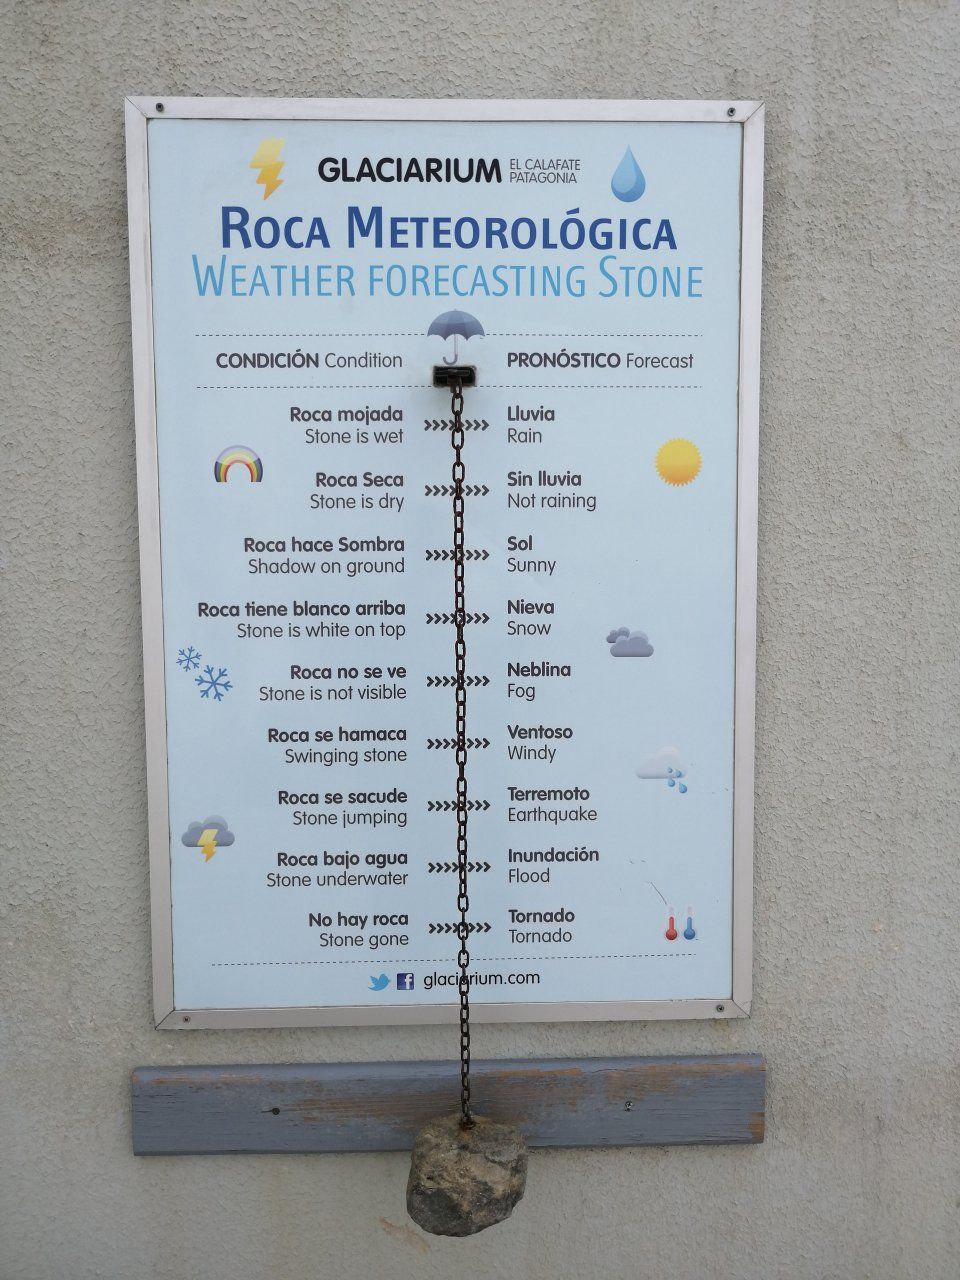 GLACIARIUM EL CALAFATE PATAGONIA
ROCA METEOROLÓGICA
WEATHER FORECASTING STONE
CONDICIÓN Condition PRONÓSTICO Forecast
Roca mojada »»» Lluvia
Stone is wet Rain
Roca Seca »»» Sin lluvia
Stone is dry Not raining
Roca hace Sombra »»» Sol
Shadow on ground Sunny
Roca tiene blanco arriba »»» Nieva
Stone is white on top Snow
Roca no se ve »»» Neblina
Stone is not visible Fog
Roca se hamaca »»» Ventoso
Swinging stone Windy
Roca se sacude »»» Terremoto
Stone jumping Earthquake
Roca bajo agua »»» Inundación
Stone underwater Flood
No hay roca »»» Tornado
Stone gone Tornado
f glaciarium.com